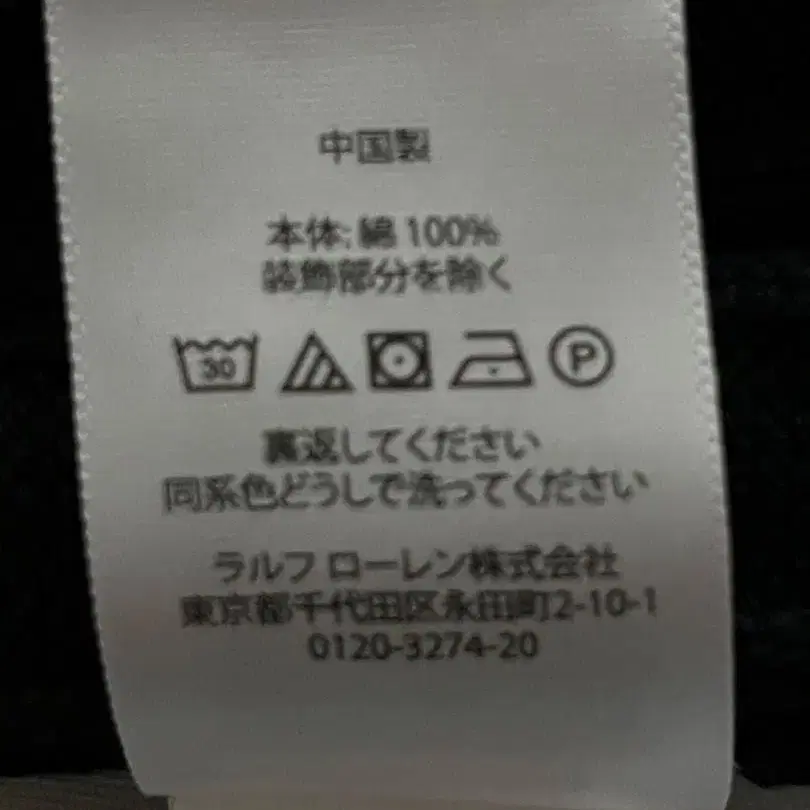 中国製
本体: 綿 100%
装飾部分を除く
30
P
裏返してください
同系色どうしで洗ってください
ラルフ ローレン株式会社
東京都千代田区永田町2-10-1
0120-3274-20